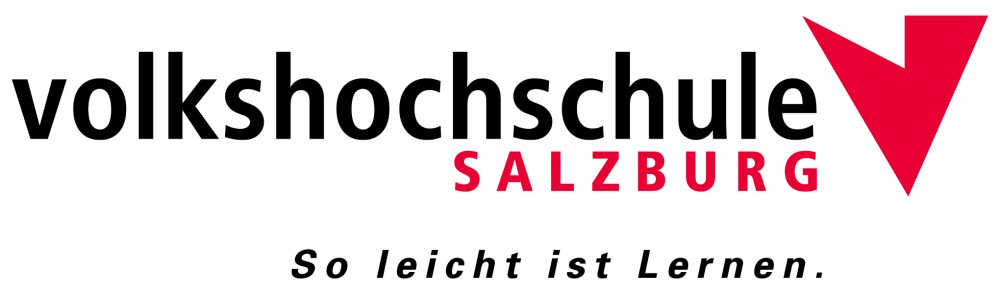 volkshochschule
SALZBURG
So leicht ist Lernen.